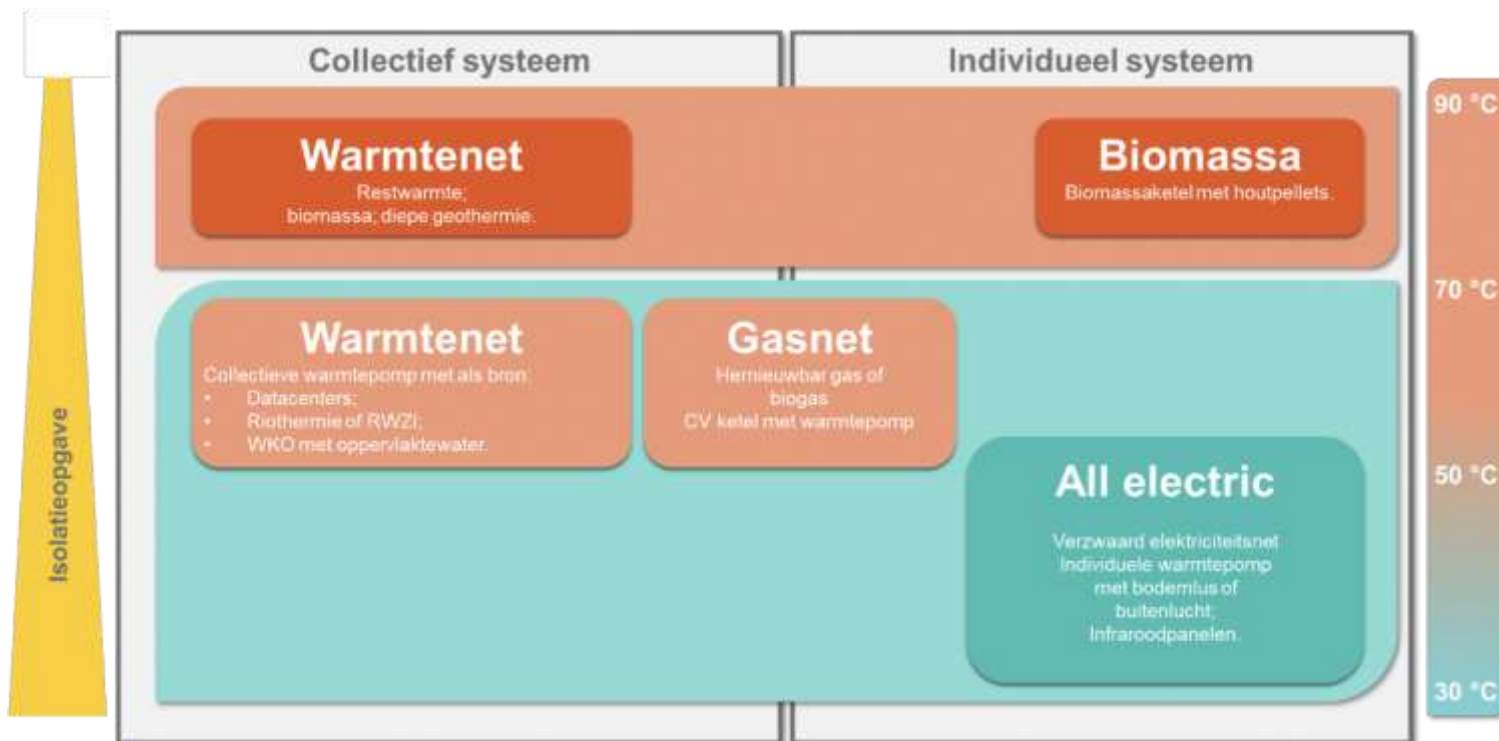 Collectief systeem
Individueel systeem
90 °C
Warmtenet
Restwarmte;
biomassa; diepe geothermie.
Biomassa
Biomassaketel met houtpellets.
70 °C
Warmtenet
Collectieve warmtepomp met als bron:
• Datacenters;
• Riothermie of RWZI;
• WKO met oppervlaktewater.
Gasnet
Hernieuwbar gas of
biogas
CV ketel met warmtepomp
50 °C
All electric
Verzwaard elektriciteitsnet
Individuele warmtepomp
met bodemlus of
buitenlucht;
Infraroodpanelen.
30 °C
Isolatieopgave